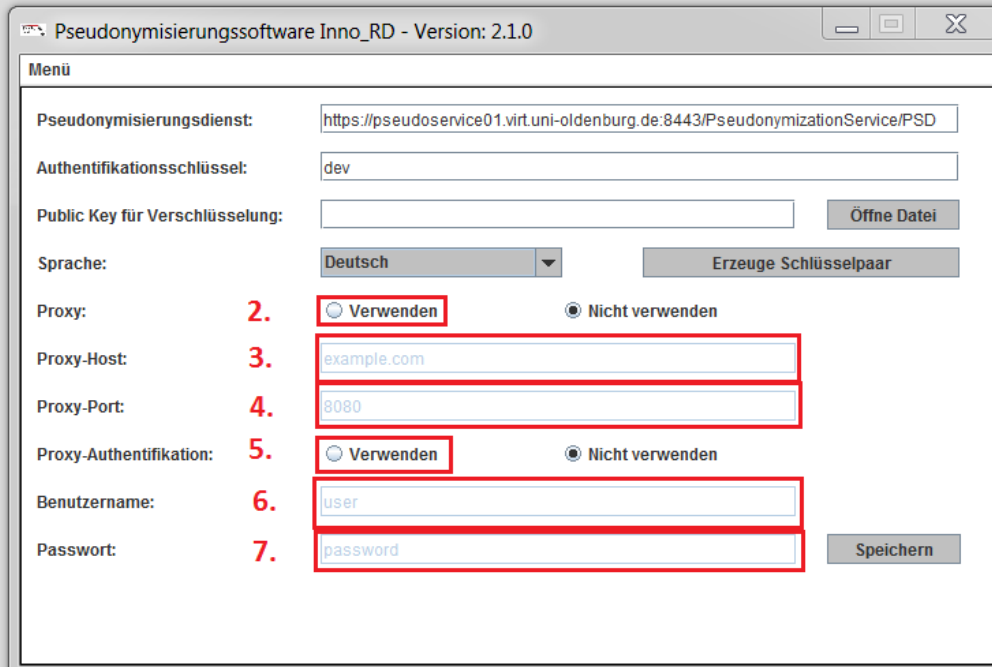 Pseudonymisierungssoftware Inno_RD - Version: 2.1.0
Menü
Pseudonymisierungsdienst: https://pseudoservice01.virt.uni-oldenburg.de:8443/PseudonymizationService/PSD
Authentifikationsschlüssel: dev
Public Key für Verschlüsselung: Öffne Datei
Sprache: Deutsch Erzeuge Schlüsselpaar
Proxy: 2. Verwenden Nicht verwenden
Proxy-Host: 3. example.com
Proxy-Port: 4. 8080
Proxy-Authentifikation: 5. Verwenden Nicht verwenden
Benutzername: 6. user
Passwort: 7. password Speichern